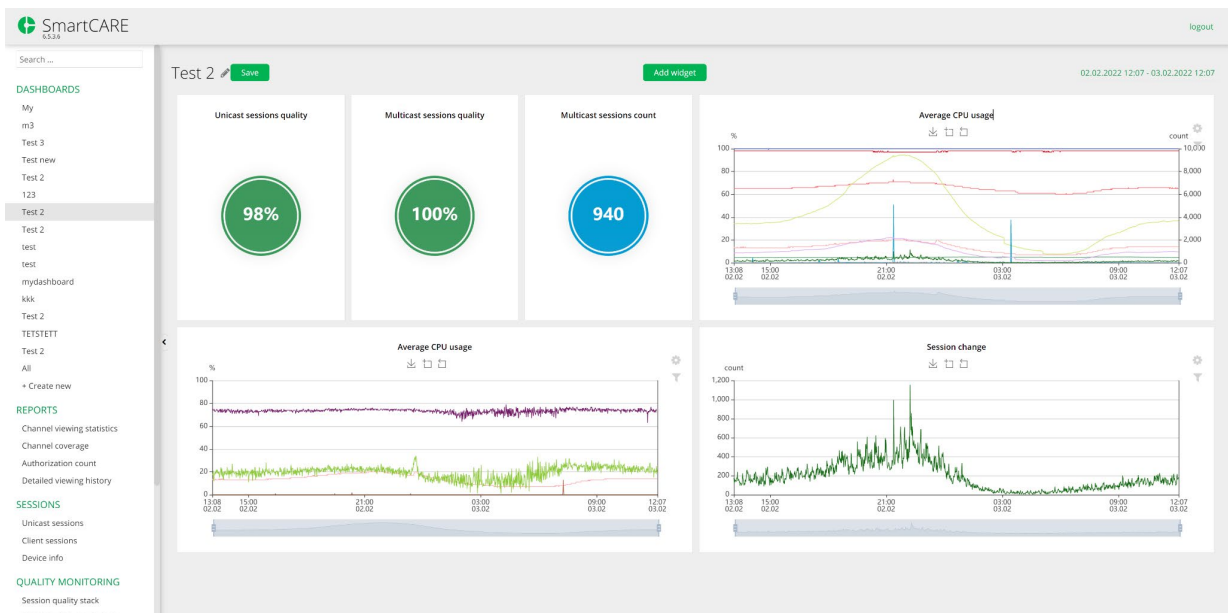 SmartCARE
6.5.3.6
logout
Search ...
DASHBOARDS
My
m3
Test 3
Test new
Test 2
123
Test 2
Test 2
test
test
mydashboard
kkk
Test 2
TETSTETT
Test 2
All
+ Create new
REPORTS
Channel viewing statistics
Channel coverage
Authorization count
Detailed viewing history
SESSIONS
Unicast sessions
Client sessions
Device info
QUALITY MONITORING
Session quality stack
Test 2 Save Add widget 02.02.2022 12:07 - 03.02.2022 12:07
Unicast sessions quality
98%
Multicast sessions quality
100%
Multicast sessions count
940
Average CPU usage
% count
100 10,000
80 8,000
60 6,000
40 4,000
20 2,000
0 0
13:08 15:00 21:00 03:00 09:00 12:07
02.02 02.02 02.02 03.02 03.02 03.02
Average CPU usage
%
100
80
60
40
20
0
13:08 15:00 21:00 03:00 09:00 12:07
02.02 02.02 02.02 03.02 03.02 03.02
Session change
count
1,200
1,000
800
600
400
200
0
13:08 15:00 21:00 03:00 09:00 12:07
02.02 02.02 02.02 03.02 03.02 03.02